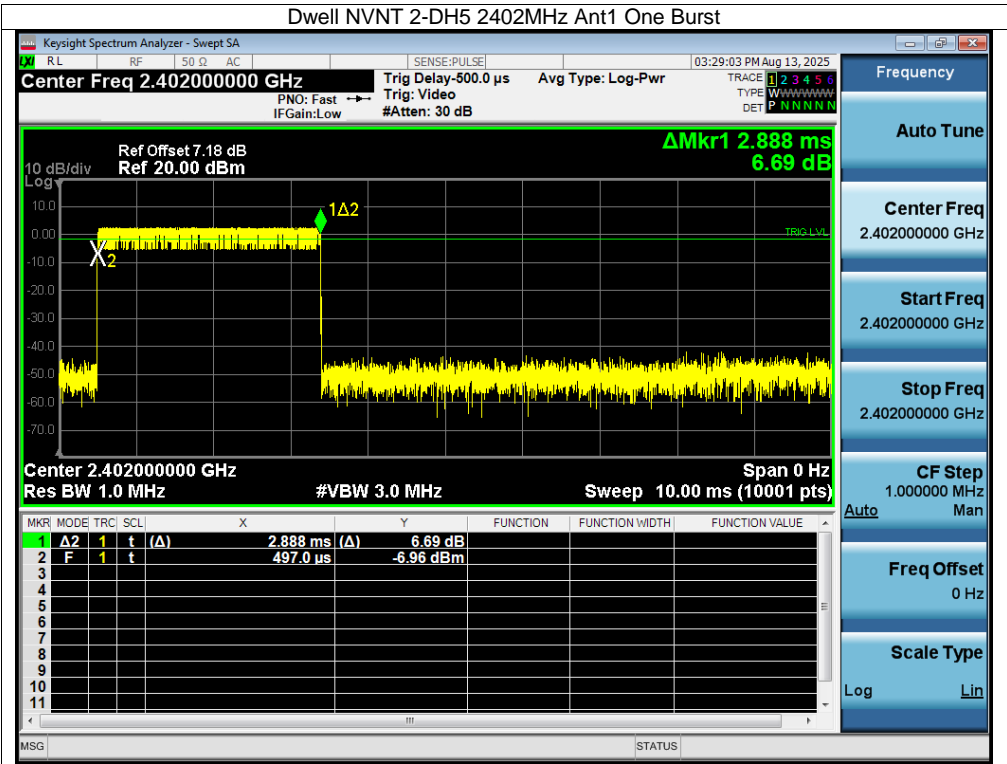 Dwell NVNT 2-DH5 2402MHz Ant1 One Burst
Keysight Spectrum Analyzer - Swept SA
LXI RL RF 50 Ω AC SENSE:PULSE 03:29:03 PM Aug 13, 2025
Center Freq 2.402000000 GHz Trig Delay-500.0 µs Avg Type: Log-Pwr TRACE 1 2 3 4 5 6
PNO: Fast Trig: Video TYPE WWWWWWW
IFGain:Low #Atten: 30 dB DET P N N N N N
ΔMkr1 2.888 ms
6.69 dB
Ref Offset 7.18 dB
10 dB/div Ref 20.00 dBm
Log
10.0
0.00
-10.0
-20.0
-30.0
-40.0
-50.0
-60.0
-70.0
1Δ2
TRIG LVL
2
Center 2.402000000 GHz Span 0 Hz
Res BW 1.0 MHz #VBW 3.0 MHz Sweep 10.00 ms (10001 pts)
MKR MODE TRC SCL X Y FUNCTION FUNCTION WIDTH FUNCTION VALUE
1 Δ2 1 t (Δ) 2.888 ms (Δ) 6.69 dB
2 F 1 t 497.0 µs -6.96 dBm
3
4
5
6
7
8
9
10
11
MSG STATUS
Frequency
Auto Tune
Center Freq
2.402000000 GHz
Start Freq
2.402000000 GHz
Stop Freq
2.402000000 GHz
CF Step
1.000000 MHz
Auto Man
Freq Offset
0 Hz
Scale Type
Log Lin